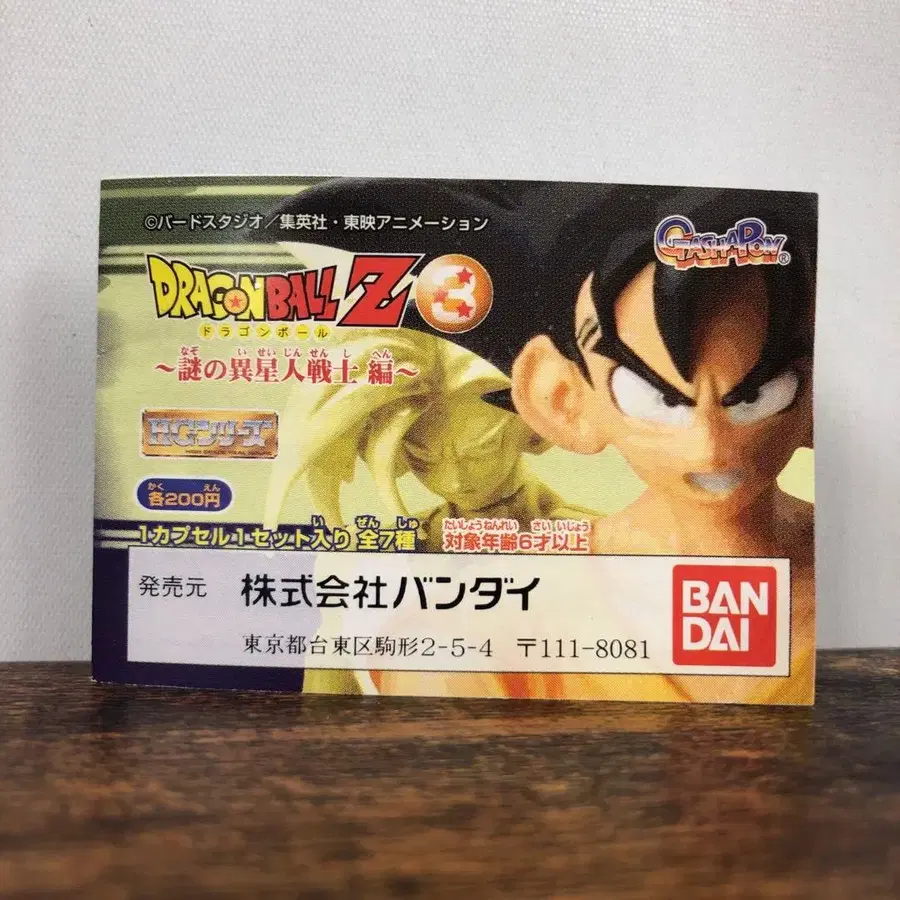 ©バードスタジオ／集英社・東映アニメーション
GASHAPON®
DRAGON BALL Z 3
ドラゴンボール
なぞ い せい じん せん し へん
〜謎の異星人戦士 編〜
HGシリーズ
かく えん
各200円
い ぜん しゅ
1カプセル1セット入り 全7種
たいしょうねんれい さい いじょう
対象年齢6才以上
発売元 株式会社バンダイ
東京都台東区駒形2-5-4 〒111-8081
BAN
DAI